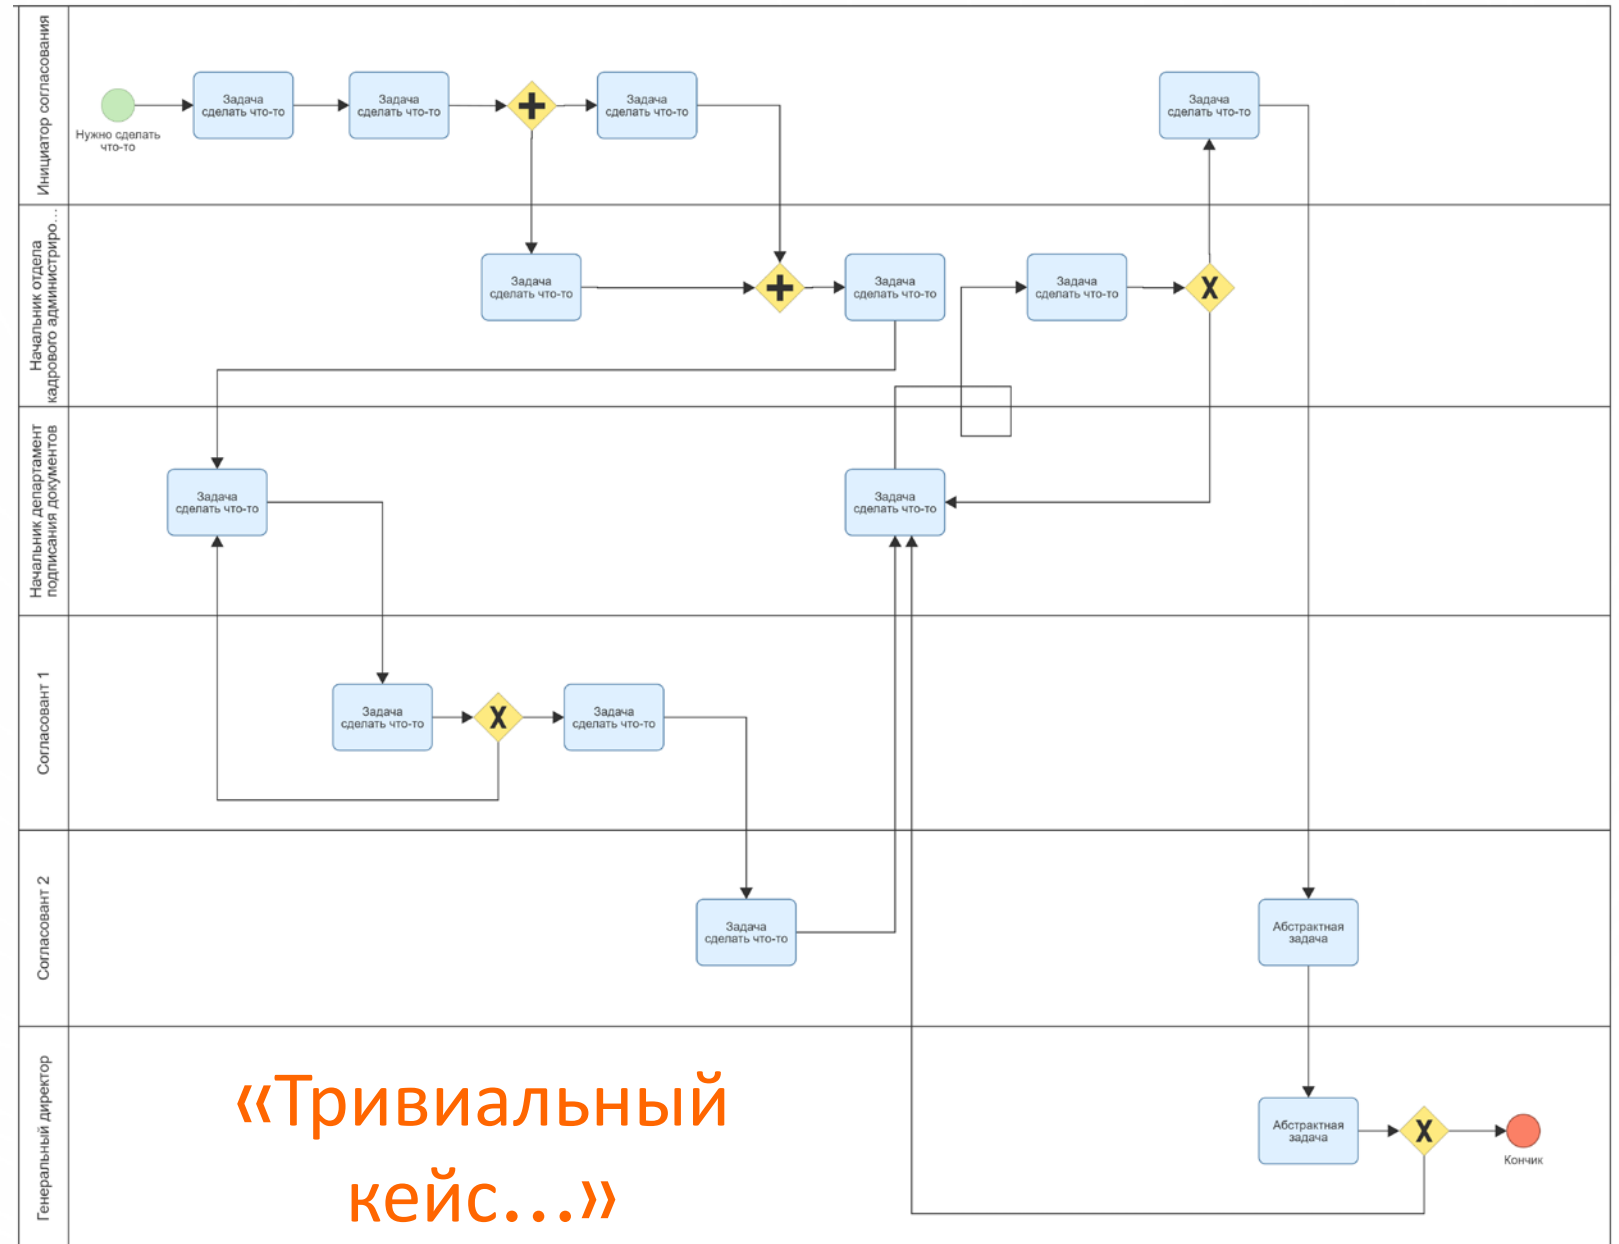 Инициатор согласования
Задача
сделать что-то
Задача
сделать что-то
Задача
сделать что-то
Задача
сделать что-то
Нужно сделать
что-то
Начальник отдела
кадрового администриро...
Задача
сделать что-то
Задача
сделать что-то
Задача
сделать что-то
Начальник департамент
подписания документов
Задача
сделать что-то
Задача
сделать что-то
Согласовант 1
Задача
сделать что-то
Задача
сделать что-то
Согласовант 2
Задача
сделать что-то
Абстрактная
задача
Генеральный директор
«Тривиальный
кейс...»
Абстрактная
задача
Кончик